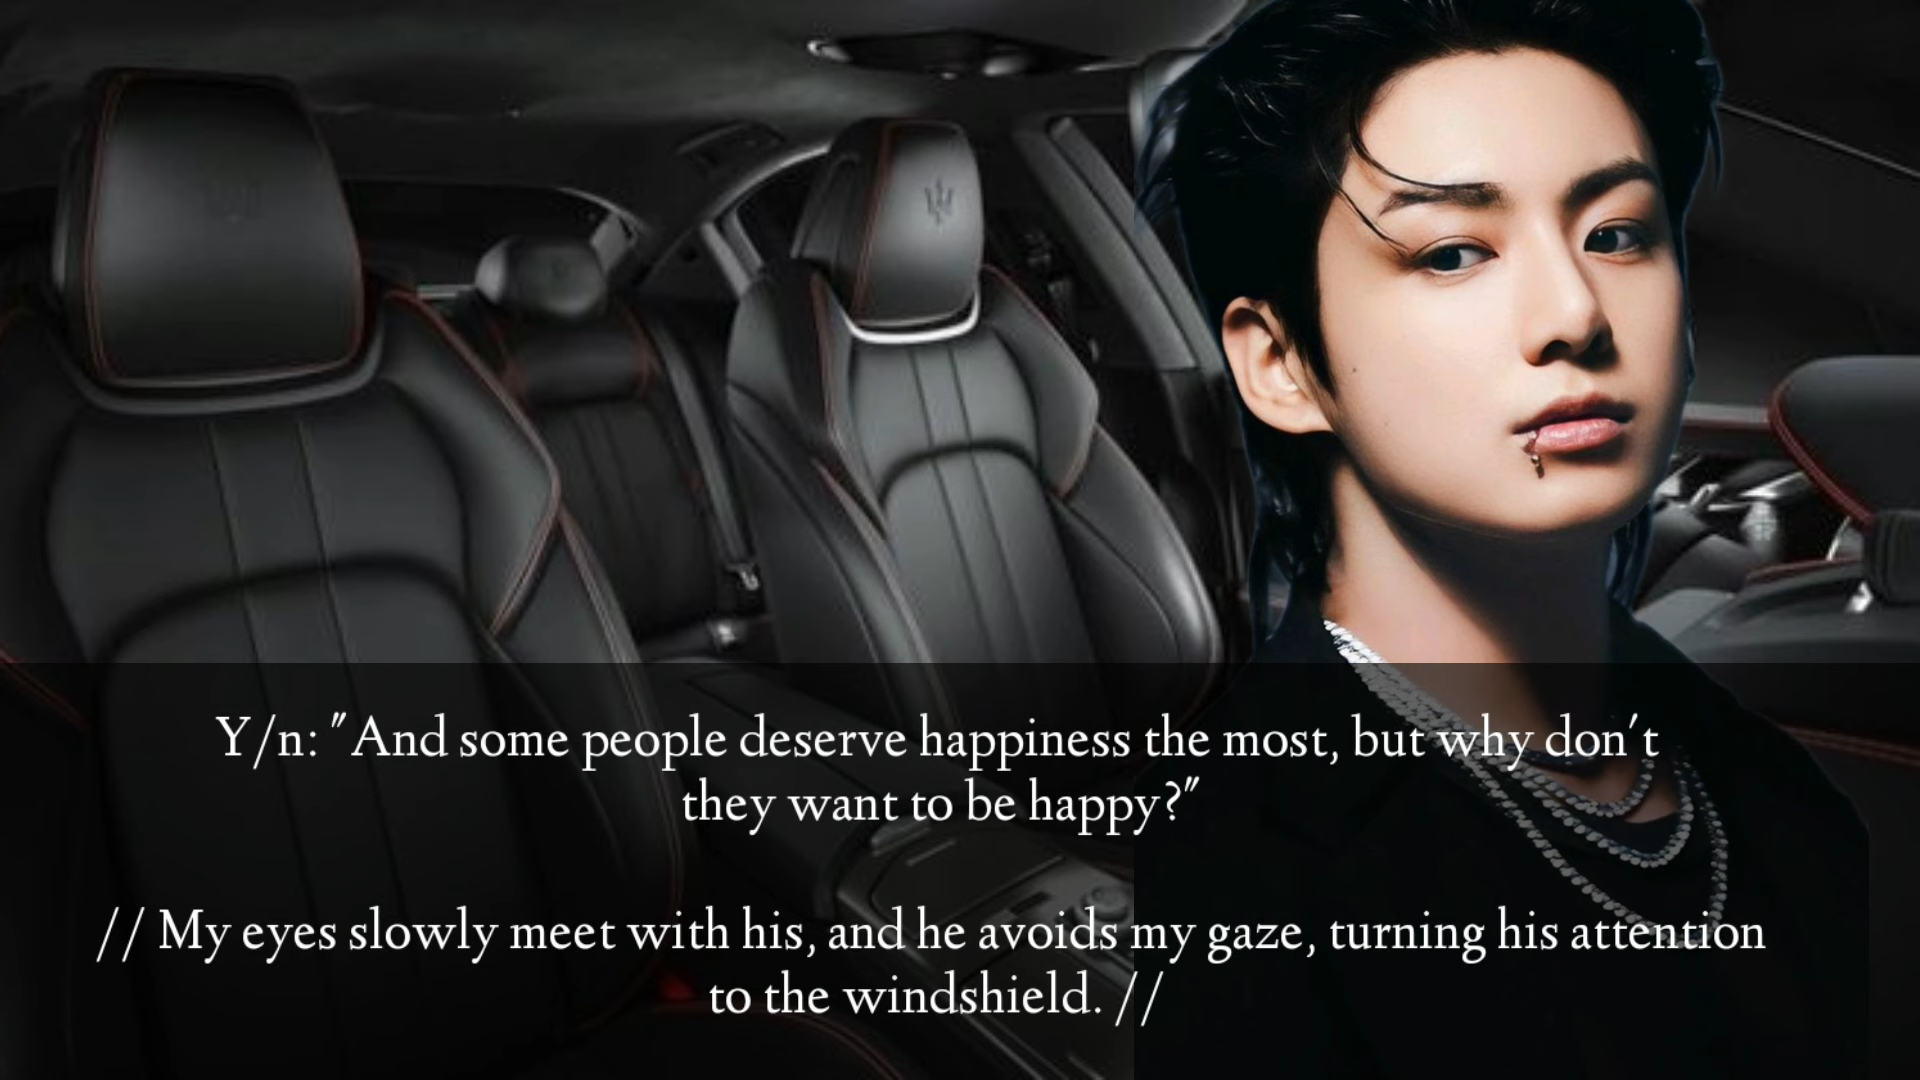 Y/n: "And some people deserve happiness the most, but why don't
they want to be happy?"
// My eyes slowly meet with his, and he avoids my gaze, turning his attention
to the windshield. //